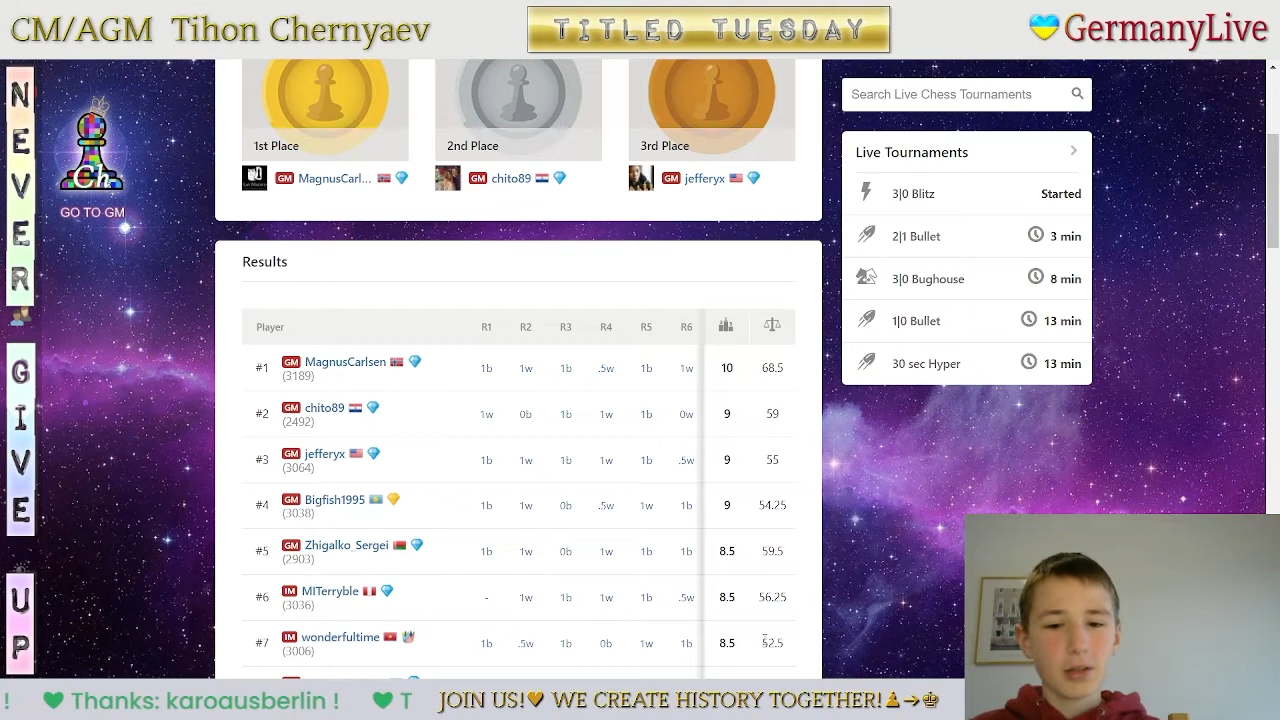 CM/AGM Tihon Chernyaev
TITLED TUESDAY
GermanyLive
NEVER
GIVE
UP
Ch
GO TO GM
1st Place
2nd Place
3rd Place
GM MagnusCarl...
GM chito89
GM jefferyx
Search Live Chess Tournaments
Live Tournaments
3|0 Blitz Started
2|1 Bullet 3 min
3|0 Bughouse 8 min
1|0 Bullet 13 min
30 sec Hyper 13 min
Results
Player R1 R2 R3 R4 R5 R6
#1 GM MagnusCarlsen 1b 1w 1b .5w 1b 1w 10 68.5
(3189)
#2 GM chito89 1w 0b 1b 1w 1b 0w 9 59
(2492)
#3 GM jefferyx 1b 1w 1b 1w 1w .5w 9 55
(3064)
#4 GM Bigfish1995 1b 1w 0b .5w 1w 1b 9 54.25
(3038)
#5 GM Zhigalko_Sergei 1b 1w 0b 1w 1b 1b 8.5 59.5
(2903)
#6 IM MITerryble - 1w 1b 1w 1b .5w 8.5 56.25
(3036)
#7 IM wonderfultime 1b .5w 1b 0b 1w 1b 8.5 52.5
(3006)
! Thanks: karoausberlin ! T
JOIN US! WE CREATE HISTORY TOGETHER!